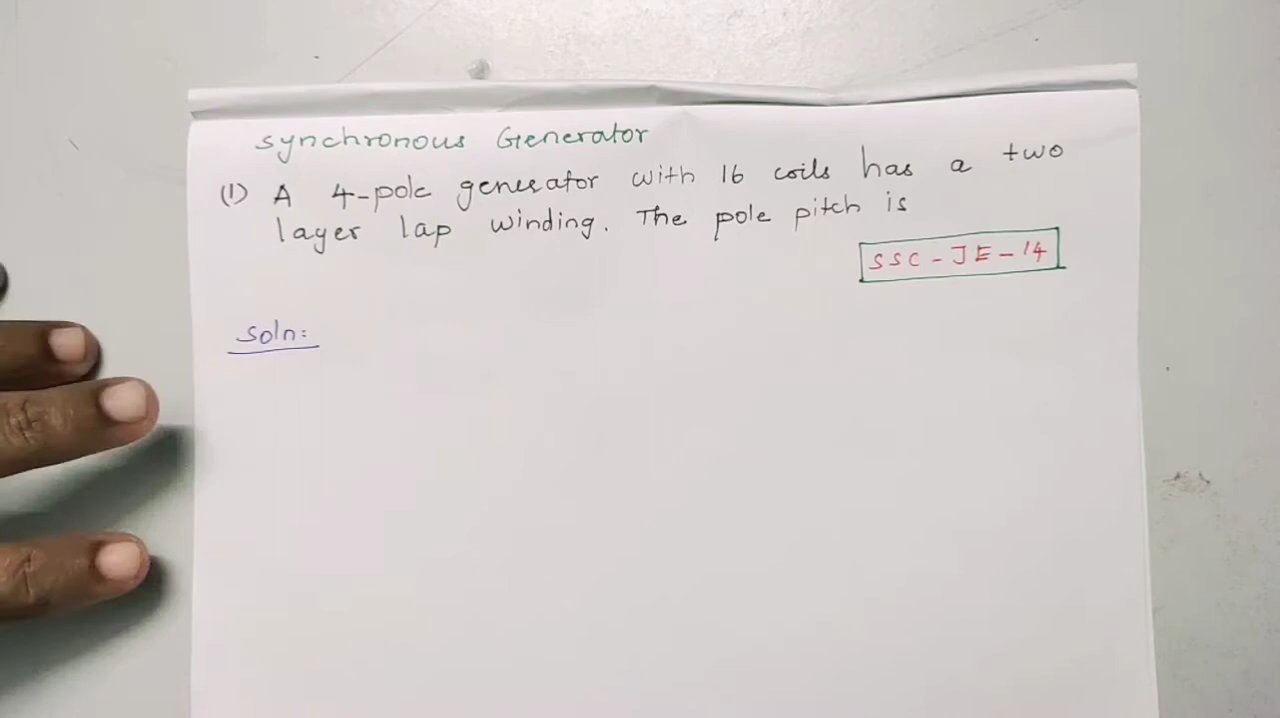 Synchronous Generator
(1) A 4-pole generator with 16 coils has a two
layer lap winding. The pole pitch is
SSC-JE-14
Soln: